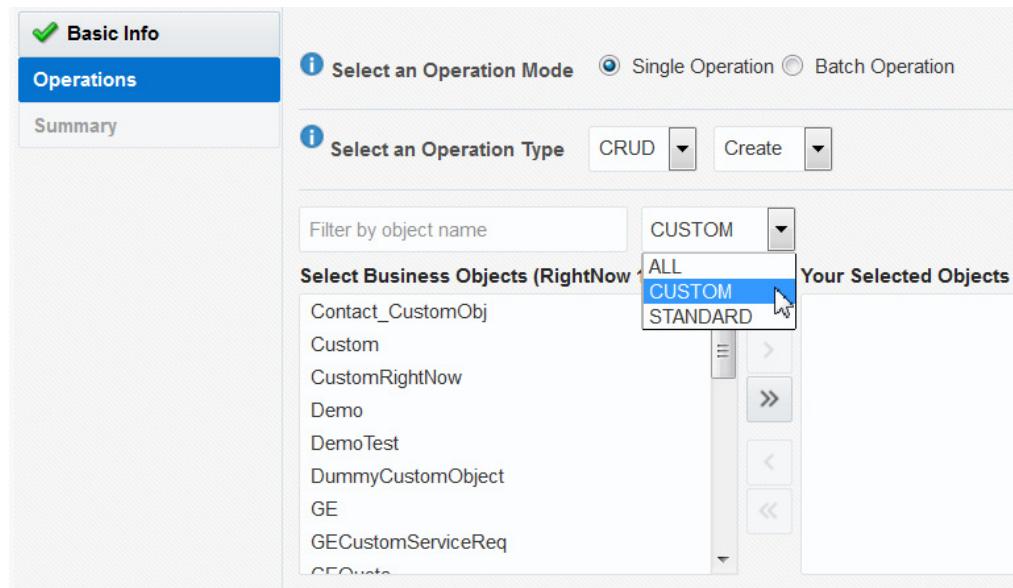 Basic Info
Operations
Summary
Select an Operation Mode
Single Operation
Batch Operation
Select an Operation Type
CRUD
Create
Filter by object name
CUSTOM
ALL
CUSTOM
STANDARD
Select Business Objects (RightNow
Your Selected Objects
Contact_CustomObj
Custom
CustomRightNow
Demo
DemoTest
DummyCustomObject
GE
GECustomServiceReq